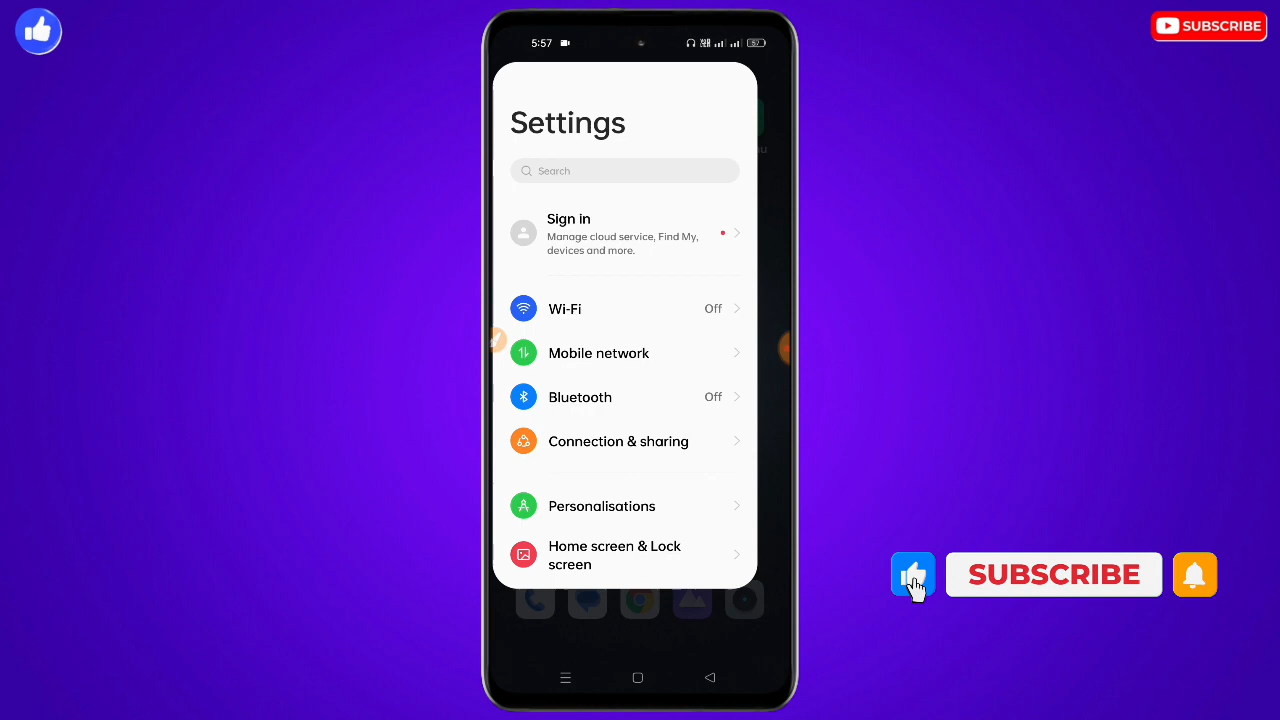 SUBSCRIBE
5:57
57
Settings
Search
Sign in
Manage cloud service, Find My,
devices and more.
Wi-Fi
Off
Mobile network
Bluetooth
Off
Connection & sharing
Personalisations
Home screen & Lock
screen
SUBSCRIBE